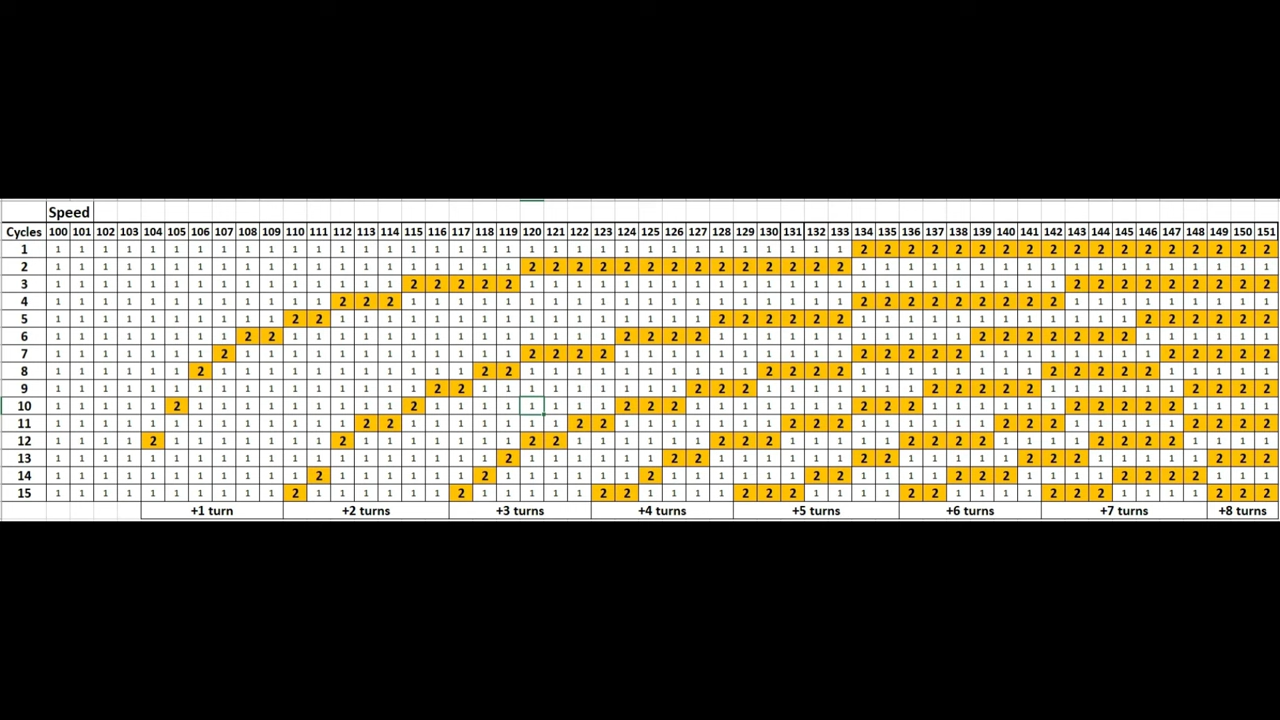 Speed
Cycles 100 101 102 103 104 105 106 107 108 109 110 111 112 113 114 115 116 117 118 119 120 121 122 123 124 125 126 127 128 129 130 131 132 133 134 135 136 137 138 139 140 141 142 143 144 145 146 147 148 149 150 151
1 1 1 1 1 1 1 1 1 1 1 1 1 1 1 1 1 1 1 1 1 1 1 1 1 1 1 1 1 1 1 1 1 1 1 2 2 2 2 2 2 2 2 2 2 2 2 2 2 2 2 2 2
2 1 1 1 1 1 1 1 1 1 1 1 1 1 1 1 1 1 1 1 1 2 2 2 2 2 2 2 2 2 2 2 2 2 2 1 1 1 1 1 1 1 1 1 1 1 1 1 1 1 1 1 1
3 1 1 1 1 1 1 1 1 1 1 1 1 1 1 1 2 2 2 2 2 1 1 1 1 1 1 1 1 1 1 1 1 1 1 1 1 1 1 1 1 1 1 1 2 2 2 2 2 2 2 2 2
4 1 1 1 1 1 1 1 1 1 1 1 1 2 2 2 1 1 1 1 1 1 1 1 1 1 1 1 1 1 1 1 1 1 1 2 2 2 2 2 2 2 2 2 1 1 1 1 1 1 1 1 1
5 1 1 1 1 1 1 1 1 1 1 2 2 1 1 1 1 1 1 1 1 1 1 1 1 1 1 1 1 2 2 2 2 2 2 1 1 1 1 1 1 1 1 1 1 1 1 2 2 2 2 2 2
6 1 1 1 1 1 1 1 1 2 2 1 1 1 1 1 1 1 1 1 1 1 1 1 1 2 2 2 2 1 1 1 1 1 1 1 1 1 1 1 2 2 2 2 2 2 2 1 1 1 1 1 1
7 1 1 1 1 1 1 1 2 1 1 1 1 1 1 1 1 1 1 1 1 2 2 2 2 1 1 1 1 1 1 1 1 1 1 2 2 2 2 2 1 1 1 1 1 1 1 1 2 2 2 2 2
8 1 1 1 1 1 1 2 1 1 1 1 1 1 1 1 1 1 1 2 2 1 1 1 1 1 1 1 1 1 1 2 2 2 2 1 1 1 1 1 1 1 1 2 2 2 2 2 1 1 1 1 1
9 1 1 1 1 1 1 1 1 1 1 1 1 1 1 1 1 2 2 1 1 1 1 1 1 1 1 1 2 2 2 1 1 1 1 1 1 1 2 2 2 2 2 1 1 1 1 1 1 2 2 2 2
10 1 1 1 1 1 2 1 1 1 1 1 1 1 1 1 2 1 1 1 1 1 1 1 1 2 2 2 1 1 1 1 1 1 1 2 2 2 1 1 1 1 1 1 2 2 2 2 2 1 1 1 1
11 1 1 1 1 1 1 1 1 1 1 1 1 1 2 2 1 1 1 1 1 1 1 2 2 1 1 1 1 1 1 1 2 2 2 1 1 1 1 1 1 2 2 2 1 1 1 1 1 2 2 2 2
12 1 1 1 1 2 1 1 1 1 1 1 1 2 1 1 1 1 1 1 1 2 2 1 1 1 1 1 1 2 2 2 1 1 1 1 1 2 2 2 2 1 1 1 1 2 2 2 2 1 1 1 1
13 1 1 1 1 1 1 1 1 1 1 1 1 1 1 1 1 1 1 1 2 1 1 1 1 1 1 2 2 1 1 1 1 1 1 2 2 1 1 1 1 1 2 2 2 1 1 1 1 1 2 2 2
14 1 1 1 1 1 1 1 1 1 1 1 2 1 1 1 1 1 1 2 1 1 1 1 1 1 2 1 1 1 1 1 1 2 2 1 1 1 1 2 2 2 1 1 1 1 2 2 2 2 1 1 1
15 1 1 1 1 1 1 1 1 1 1 2 1 1 1 1 1 1 2 1 1 1 1 1 2 2 1 1 1 1 2 2 2 1 1 1 1 2 2 1 1 1 1 2 2 2 1 1 1 1 2 2 2
+1 turn +2 turns +3 turns +4 turns +5 turns +6 turns +7 turns +8 turns